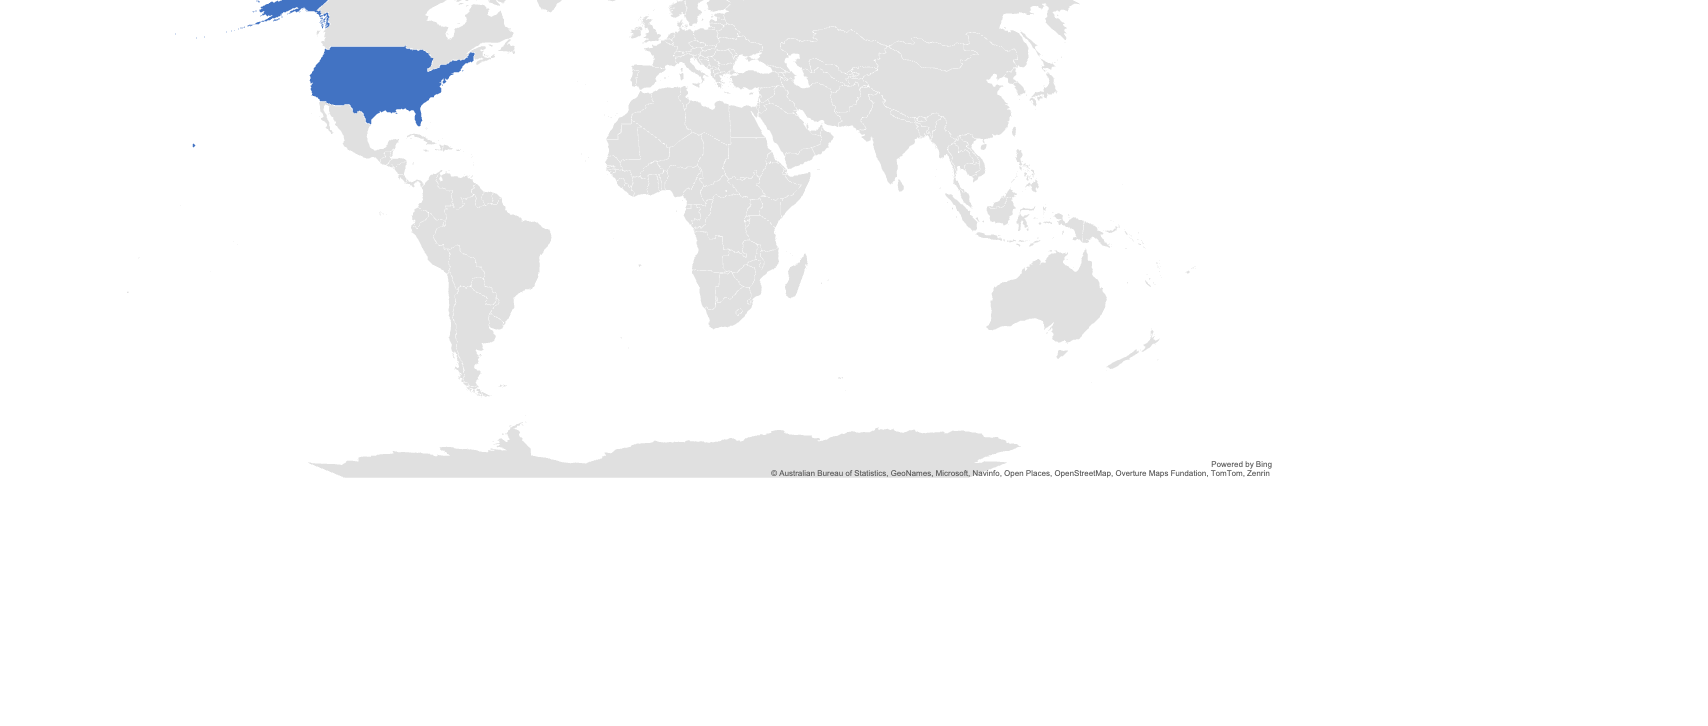 Powered by Bing
© Australian Bureau of Statistics, GeoNames, Microsoft, Navinfo, Open Places, OpenStreetMap, Overture Maps Fundation, TomTom, Zenrin